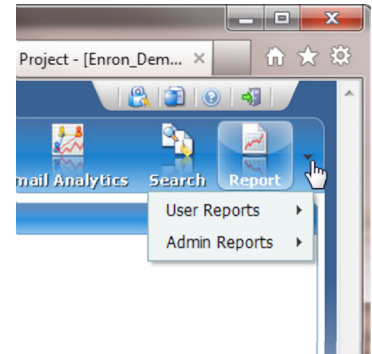 Project - [Enron_Dem...
mail Analytics Search Report
User Reports
Admin Reports